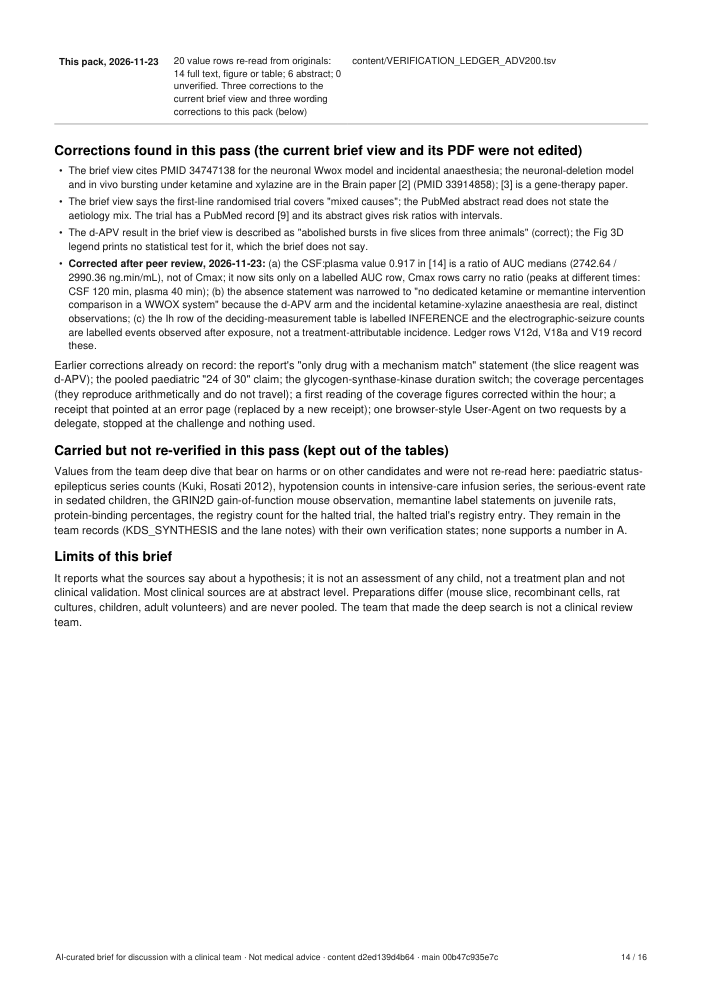 This pack, 2026-11-23
20 value rows re-read from originals:
14 full text, figure or table; 6 abstract; 0
unverified. Three corrections to the
current brief view and three wording
corrections to this pack (below)
content/VERIFICATION_LEDGER_ADV200.tsv
Corrections found in this pass (the current brief view and its PDF were not edited)
• The brief view cites PMID 34747138 for the neuronal Wwox model and incidental anaesthesia; the neuronal-deletion model
and in vivo bursting under ketamine and xylazine are in the Brain paper [2] (PMID 33914858); [3] is a gene-therapy paper.
• The brief view says the first-line randomised trial covers "mixed causes"; the PubMed abstract read does not state the
aetiology mix. The trial has a PubMed record [9] and its abstract gives risk ratios with intervals.
• The d-APV result in the brief view is described as "abolished bursts in five slices from three animals" (correct); the Fig 3D
legend prints no statistical test for it, which the brief does not say.
• Corrected after peer review, 2026-11-23: (a) the CSF:plasma value 0.917 in [14] is a ratio of AUC medians (2742.64 /
2990.36 ng.min/mL), not of Cmax; it now sits only on a labelled AUC row, Cmax rows carry no ratio (peaks at different times:
CSF 120 min, plasma 40 min); (b) the absence statement was narrowed to "no dedicated ketamine or memantine intervention
comparison in a WWOX system" because the d-APV arm and the incidental ketamine-xylazine anaesthesia are real, distinct
observations; (c) the Ih row of the deciding-measurement table is labelled INFERENCE and the electrographic-seizure counts
are labelled events observed after exposure, not a treatment-attributable incidence. Ledger rows V12d, V18a and V19 record
these.
Earlier corrections already on record: the report's "only drug with a mechanism match" statement (the slice reagent was
d-APV); the pooled paediatric "24 of 30" claim; the glycogen-synthase-kinase duration switch; the coverage percentages
(they reproduce arithmetically and do not travel); a first reading of the coverage figures corrected within the hour; a
receipt that pointed at an error page (replaced by a new receipt); one browser-style User-Agent on two requests by a
delegate, stopped at the challenge and nothing used.
Carried but not re-verified in this pass (kept out of the tables)
Values from the team deep dive that bear on harms or on other candidates and were not re-read here: paediatric status-
epilepticus series counts (Kuki, Rosati 2012), hypotension counts in intensive-care infusion series, the serious-event rate
in sedated children, the GRIN2D gain-of-function mouse observation, memantine label statements on juvenile rats,
protein-binding percentages, the registry count for the halted trial, the halted trial's registry entry. They remain in the
team records (KDS_SYNTHESIS and the lane notes) with their own verification states; none supports a number in A.
Limits of this brief
It reports what the sources say about a hypothesis; it is not an assessment of any child, not a treatment plan and not
clinical validation. Most clinical sources are at abstract level. Preparations differ (mouse slice, recombinant cells, rat
cultures, children, adult volunteers) and are never pooled. The team that made the deep search is not a clinical review
team.
AI-curated brief for discussion with a clinical team · Not medical advice · content d2ed139d4b64 · main 00b47c935e7c
14 / 16